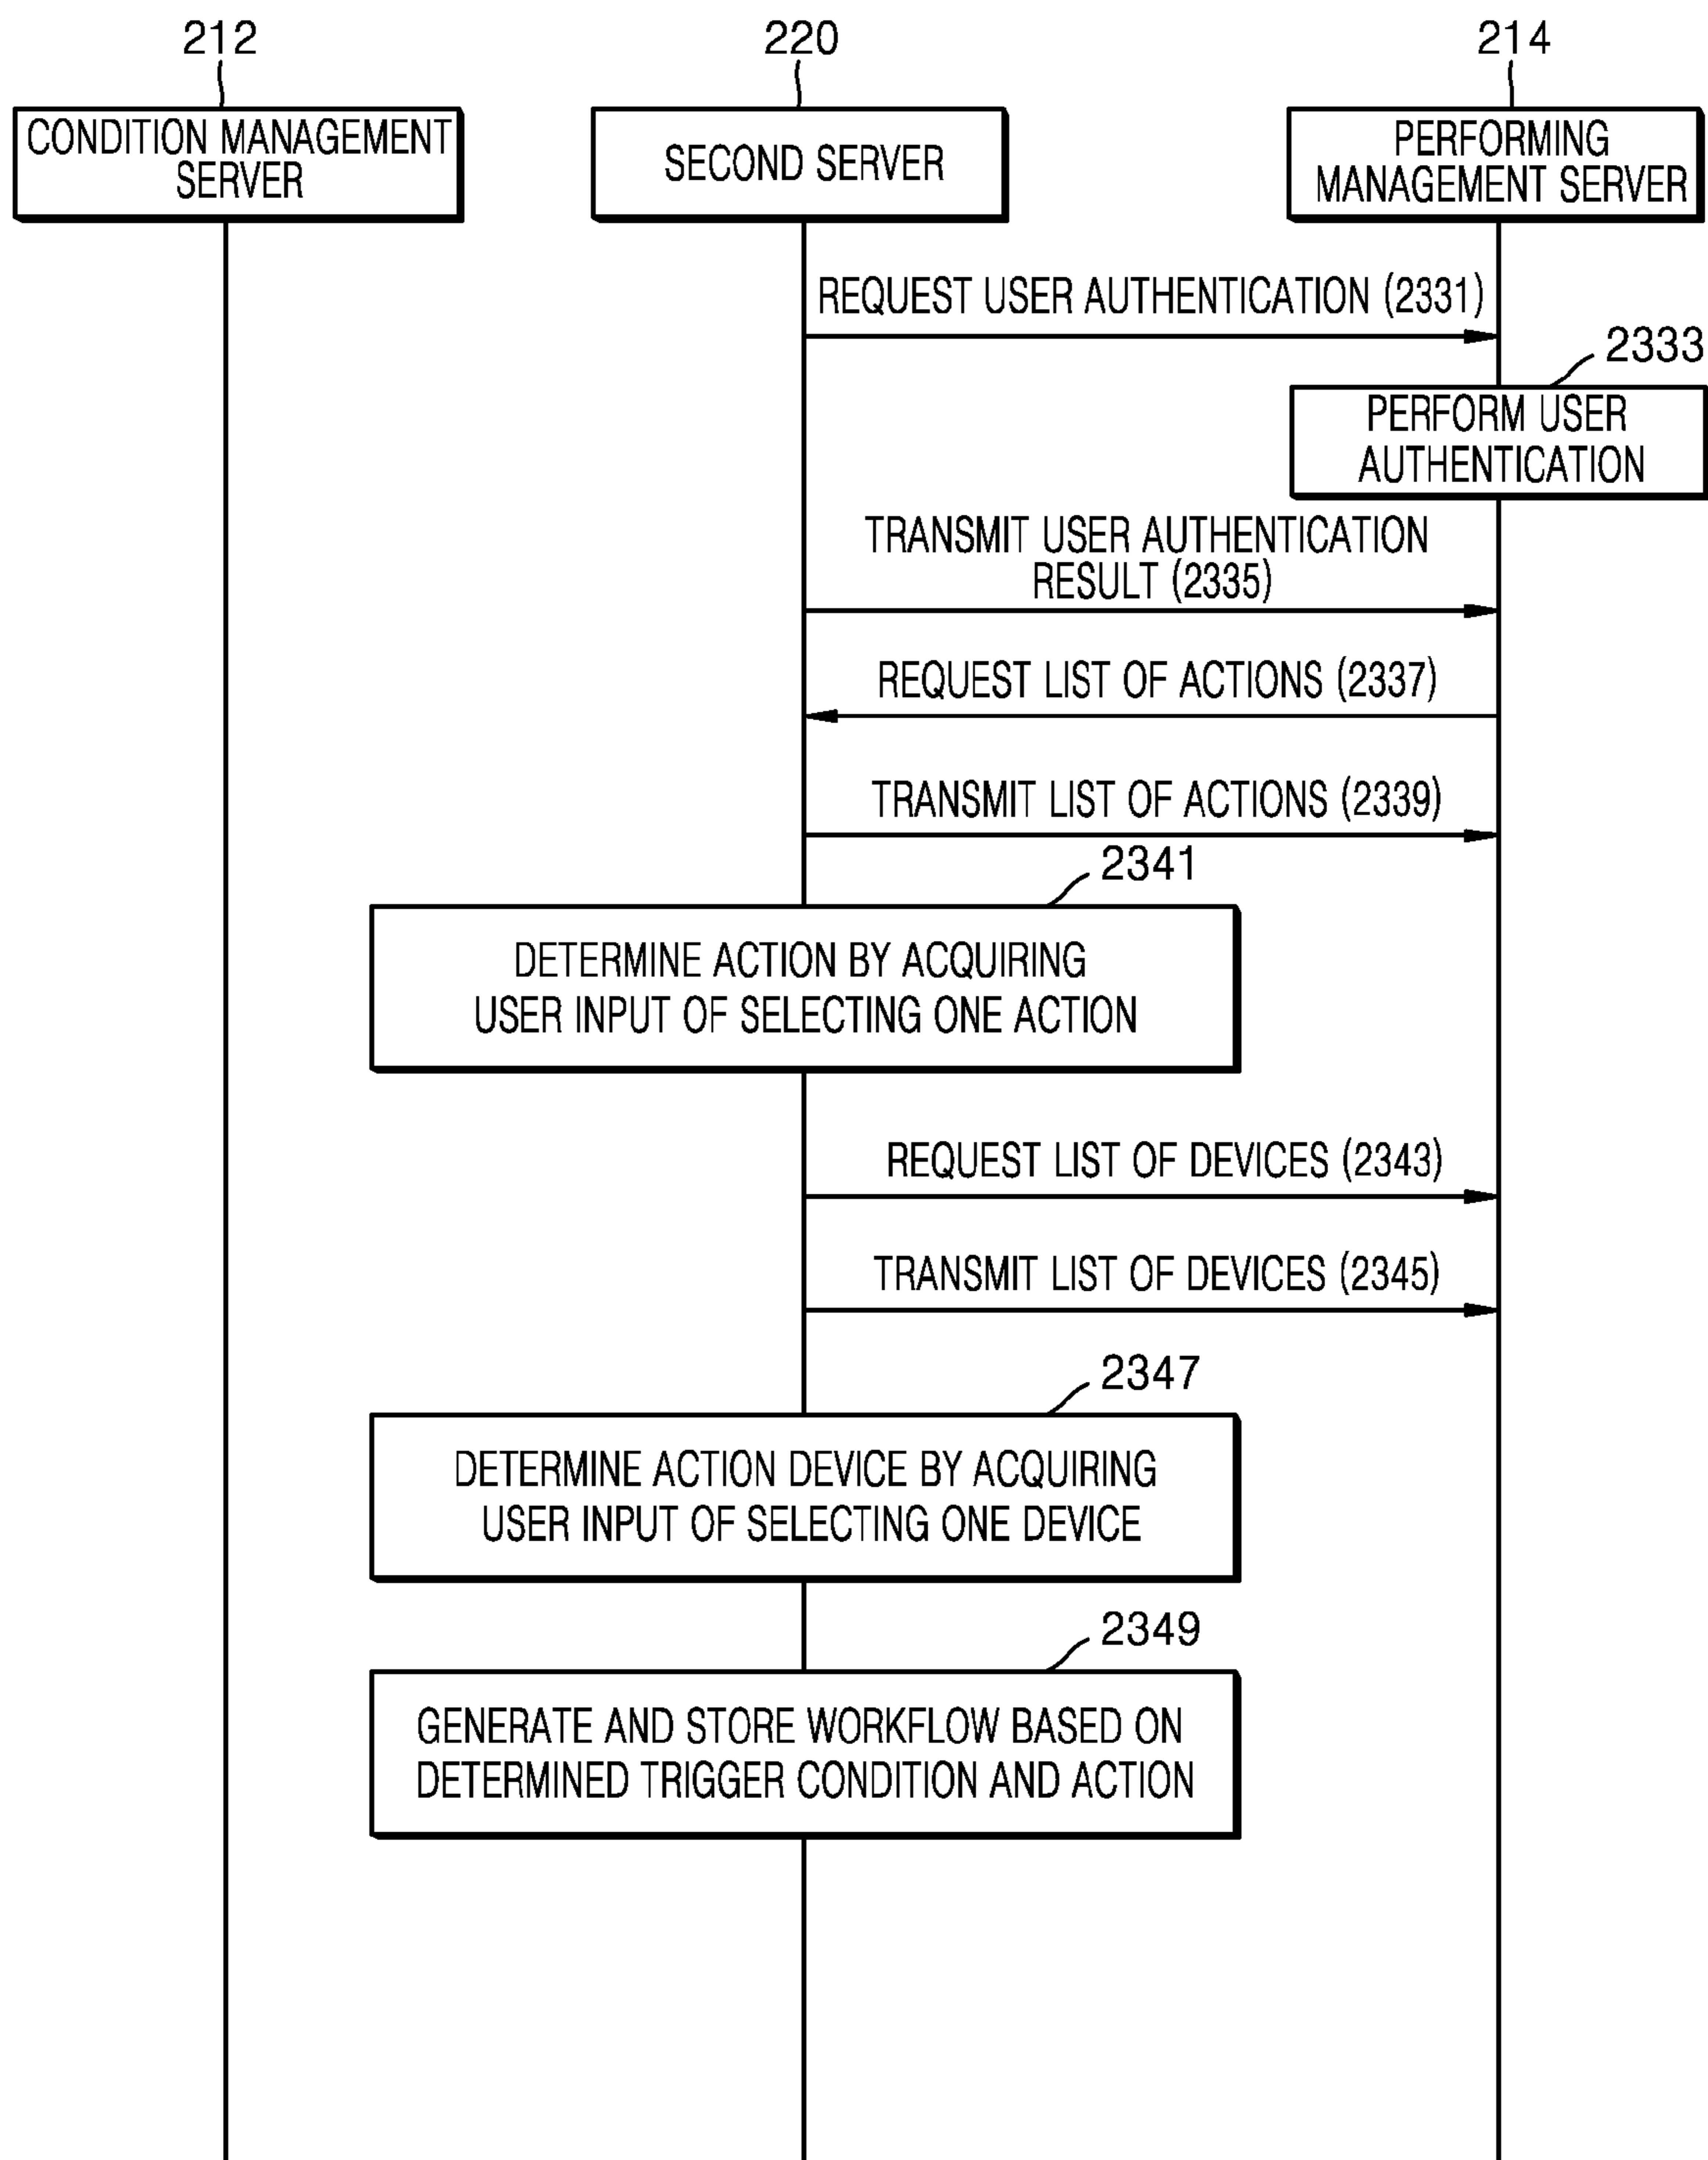 212
220
214
CONDITION MANAGEMENT
SERVER
SECOND SERVER
PERFORMING
MANAGEMENT SERVER
REQUEST USER AUTHENTICATION (2331)
2333
PERFORM USER
AUTHENTICATION
TRANSMIT USER AUTHENTICATION
RESULT (2335)
REQUEST LIST OF ACTIONS (2337)
TRANSMIT LIST OF ACTIONS (2339)
2341
DETERMINE ACTION BY ACQUIRING
USER INPUT OF SELECTING ONE ACTION
REQUEST LIST OF DEVICES (2343)
TRANSMIT LIST OF DEVICES (2345)
2347
DETERMINE ACTION DEVICE BY ACQUIRING
USER INPUT OF SELECTING ONE DEVICE
2349
GENERATE AND STORE WORKFLOW BASED ON
DETERMINED TRIGGER CONDITION AND ACTION